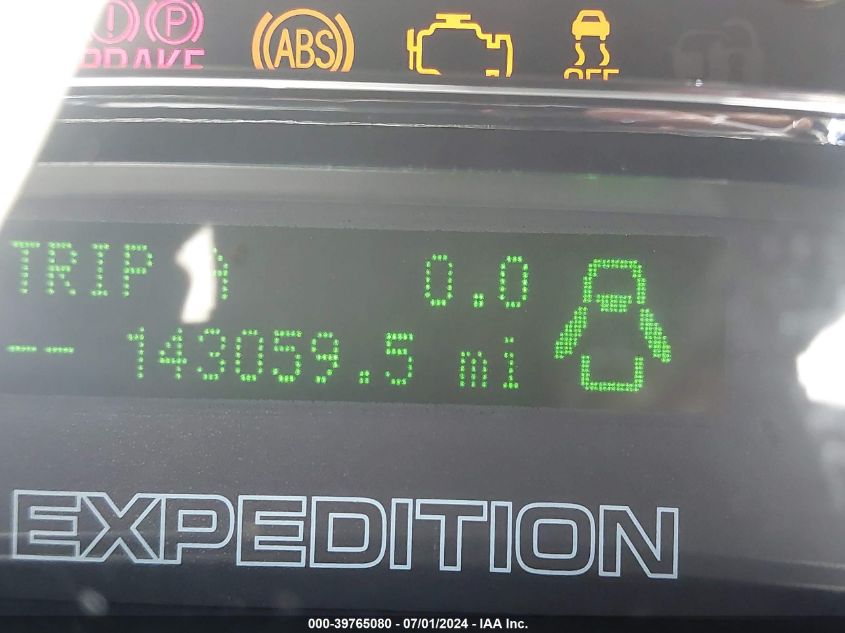 ! P
BRAKE ABS OFF
TRIP A 0.0
-- 143059.5 mi
EXPEDITION
000-39765080 - 07/01/2024 - IAA Inc.